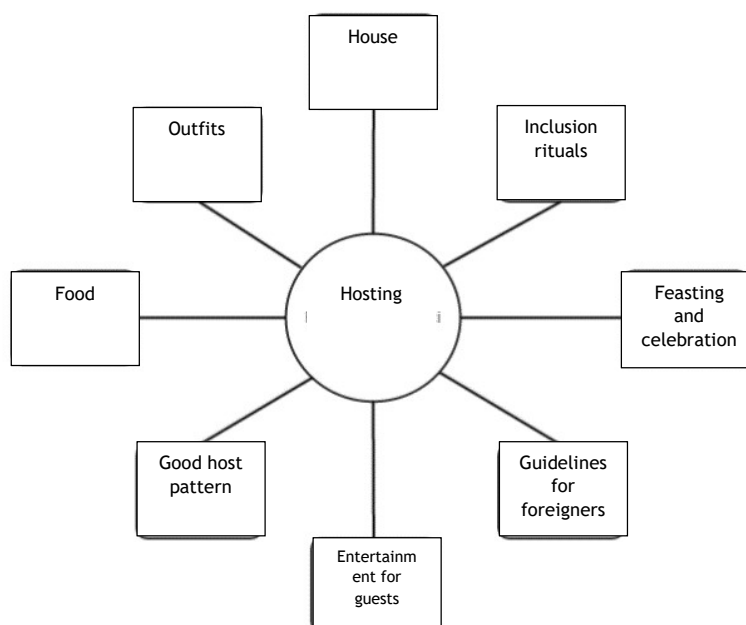 House
Outfits
Inclusion
rituals
Food
Hosting
Feasting
and
celebration
Good host
pattern
Guidelines
for
foreigners
Entertainm
ent for
guests